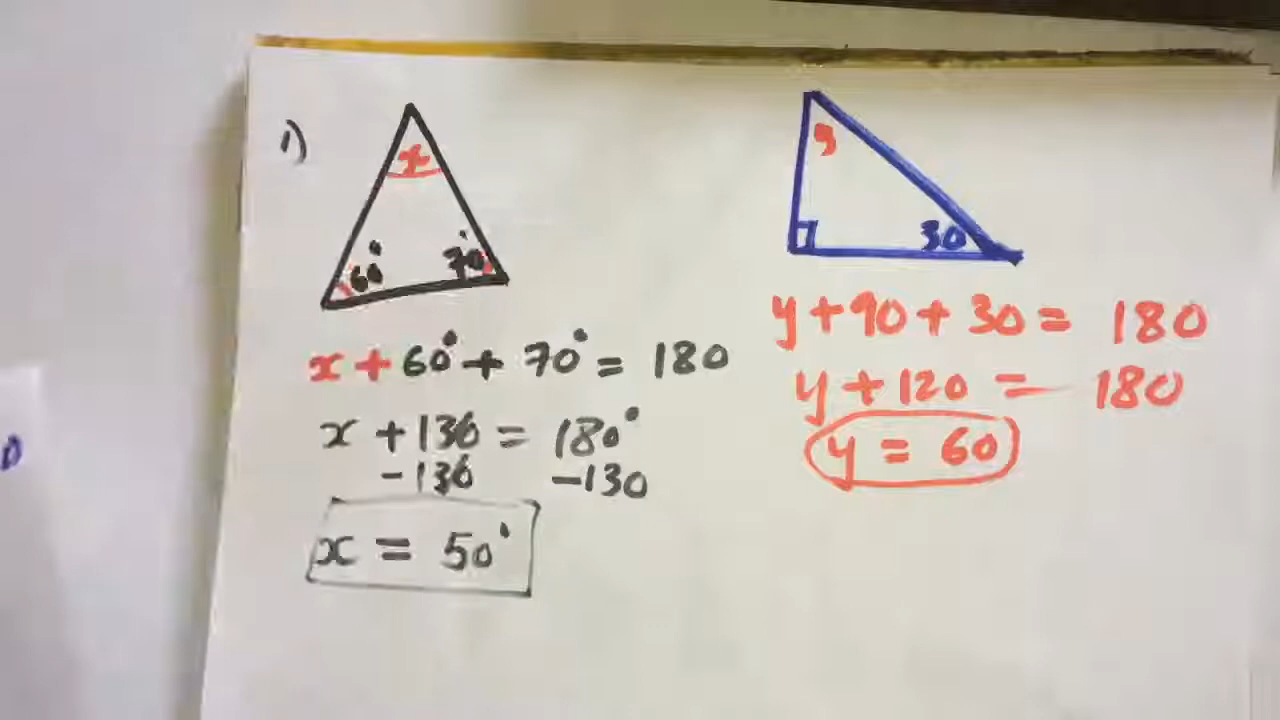 1)
x
60°
70°
x + 60° + 70° = 180
x + 130 = 180°
-130 -130
x = 50°
y
30
y + 90 + 30 = 180
y + 120 = 180
y = 60